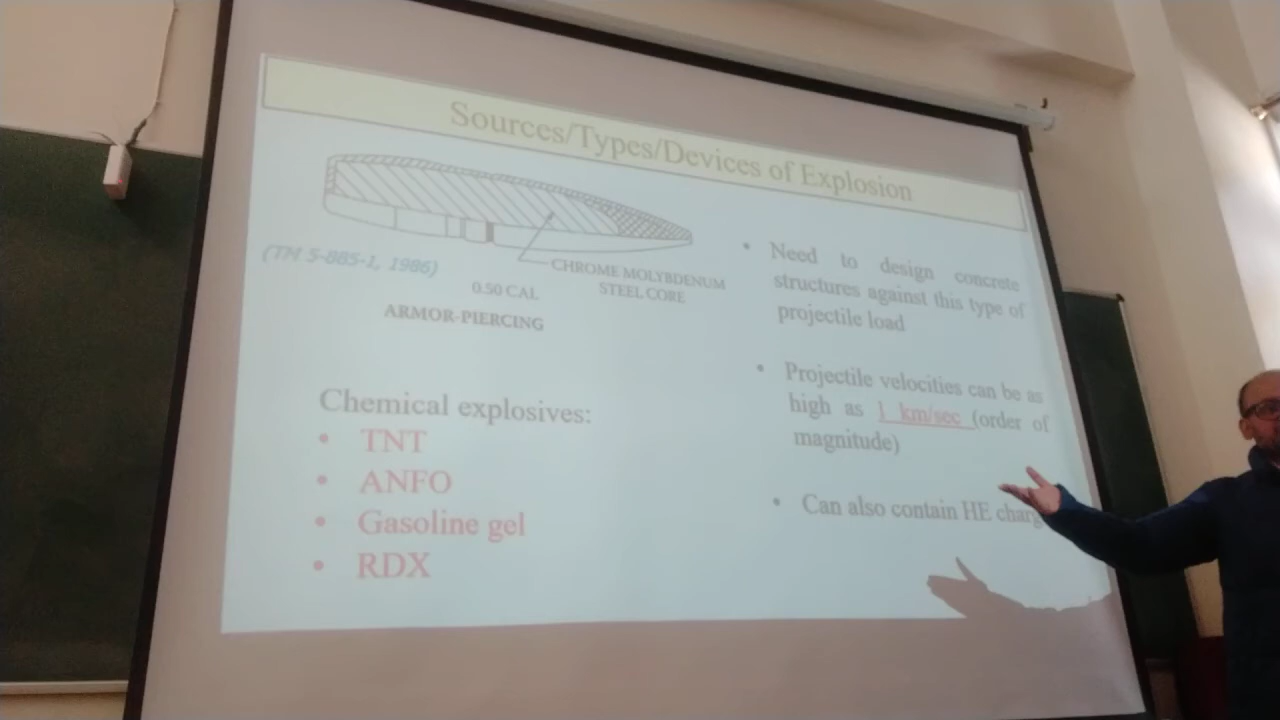 Sources/Types/Devices of Explosion
(TM 5-885-1, 1986)
CHROME MOLYBDENUM
STEEL CORE
0.50 CAL
ARMOR-PIERCING
Chemical explosives:
• TNT
• ANFO
• Gasoline gel
• RDX
• Need to design concrete
structures against this type of
projectile load
• Projectile velocities can be as
high as 1 km/sec (order of
magnitude)
• Can also contain HE